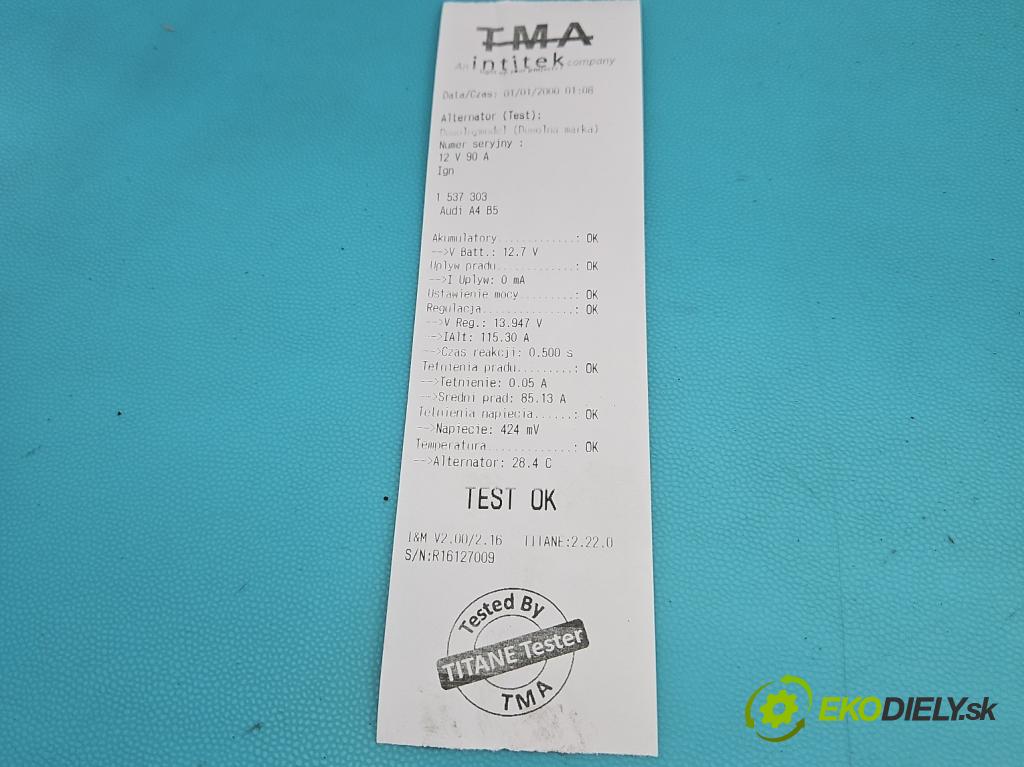 TMA
An intitek company
Data/Czas: 01/01/2000 01:08
Alternator (Test):
(Dowolna marka)
Numer seryjny :
12 V 90 A
Ign
1 537 303
Audi A4 B5
Akumulatory............: OK
-->V Batt.: 12.7 V
Uplyw pradu............: OK
-->I Uplyw: 0 mA
Ustawienie mocy.........: OK
Regulacja..............: OK
-->V Reg.: 13.947 V
-->IAlt: 115.30 A
-->Czas reakcji: 0.500 s
Tetnienia pradu.........: OK
-->Tetnienie: 0.05 A
-->Sredni prad: 85.13 A
Tetnienia napiecia......: OK
-->Napiecie: 424 mV
Temperatura.............: OK
-->Alternator: 28.4 C
TEST OK
I&M V2.00/2.16 TITANE:2.22.0
S/N:R16127009
Tested By
TITANE Tester
TMA
EKODIELY.sk